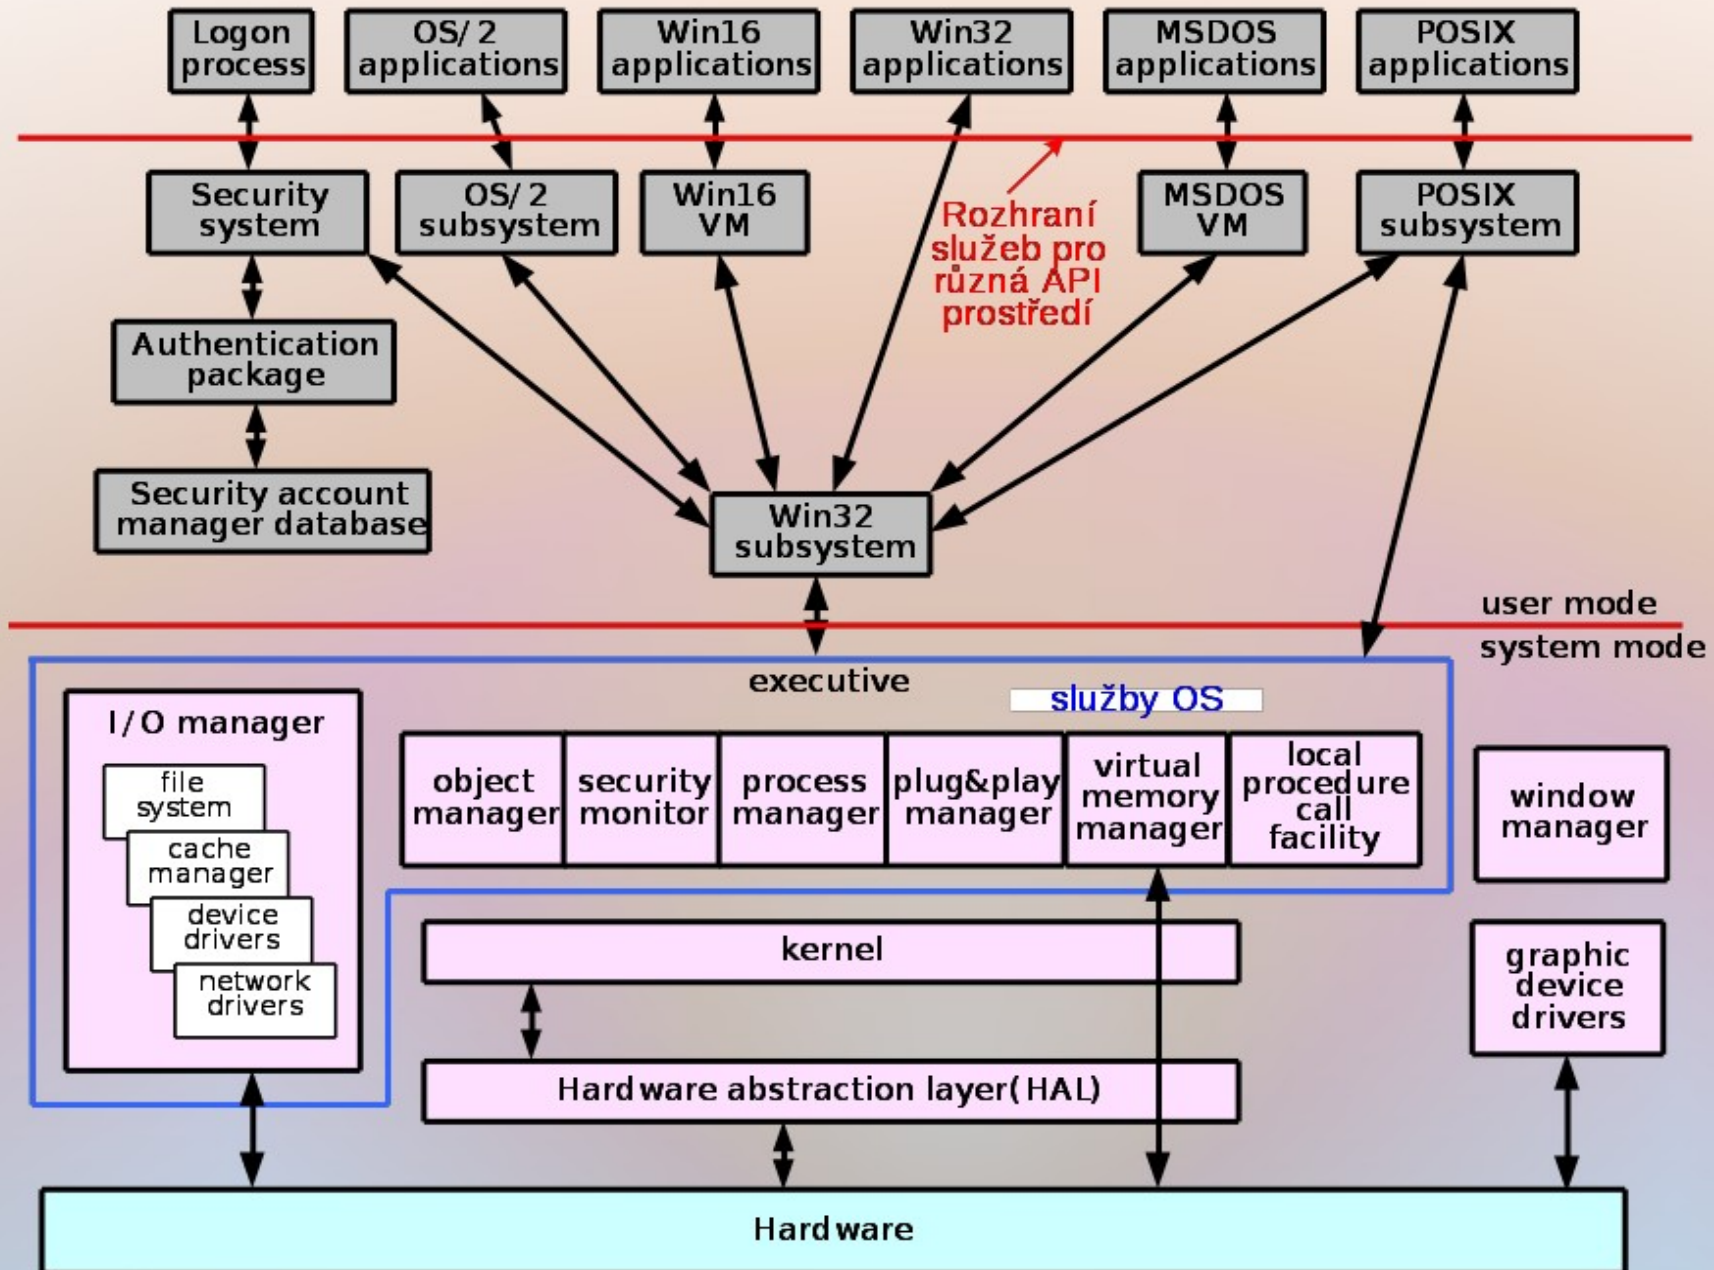 Logon
process
OS/2
applications
Win16
applications
Win32
applications
MSDOS
applications
POSIX
applications
Security
system
OS/2
subsystem
Win16
VM
Rozhraní
služeb pro
různá API
prostředí
MSDOS
VM
POSIX
subsystem
Authentication
package
Security account
manager database
Win32
subsystem
user mode
system mode
executive
služby OS
I/O manager
file
system
cache
manager
device
drivers
network
drivers
object
manager
security
monitor
process
manager
plug&play
manager
virtual
memory
manager
local
procedure
call
facility
window
manager
kernel
graphic
device
drivers
Hardware abstraction layer(HAL)
Hardware